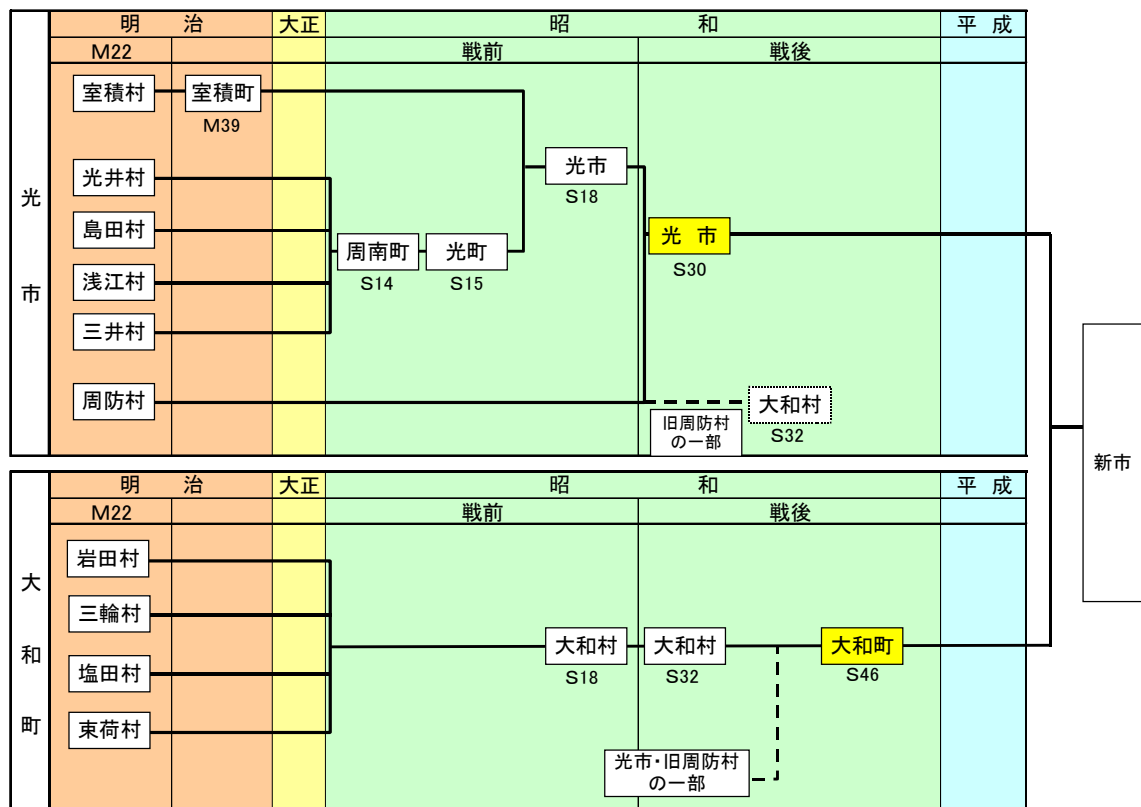 明 治 大正 昭 和 平 成
M22 戦前 戦後
光市
室積村 室積町
M39
光井村
島田村
浅江村
三井村
周防村
周南町 光町
S14 S15
光市
S18
光 市
S30
大和村
S32
旧周防村
の一部
新市
明 治 大正 昭 和 平 成
M22 戦前 戦後
大和町
岩田村
三輪村
塩田村
束荷村
大和村 大和村 大和町
S18 S32 S46
光市・旧周防村
の一部